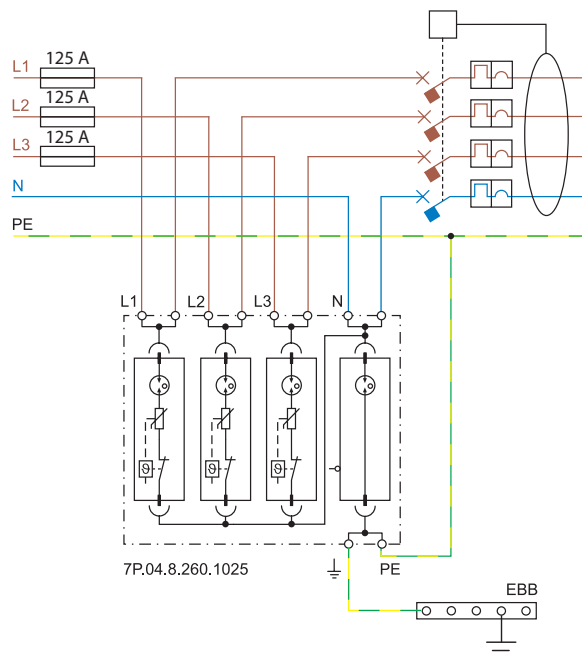 125 A
L1
125 A
L2
125 A
L3
N
PE
L1 L2 L3 N
ϑ ϑ ϑ
7P.04.8.260.1025
PE
EBB